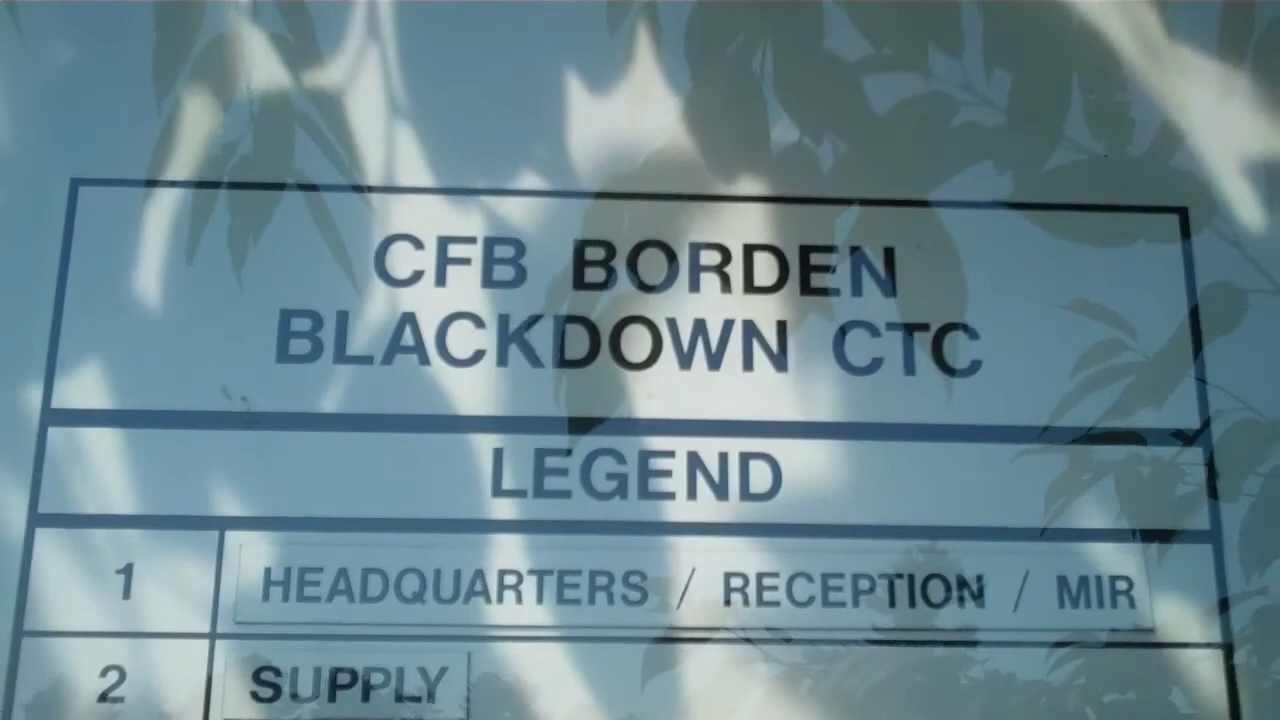 CFB BORDEN
BLACKDOWN CTC
LEGEND
1 HEADQUARTERS / RECEPTION / MIR
2 SUPPLY